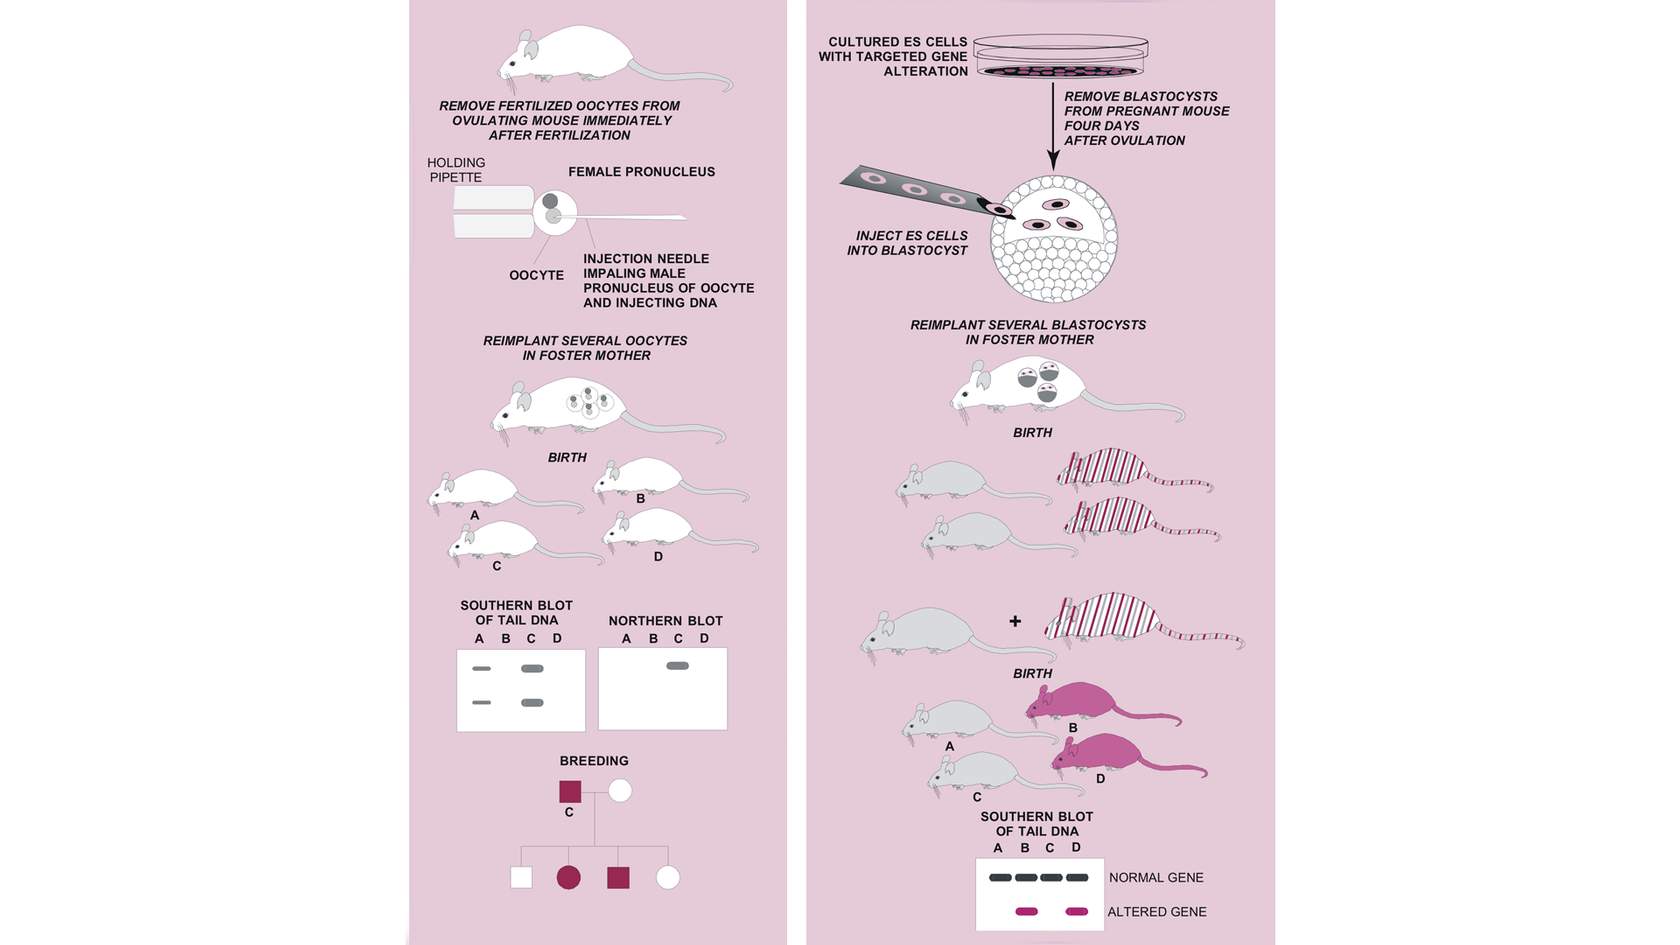 REMOVE FERTILIZED OOCYTES FROM
OVULATING MOUSE IMMEDIATELY
AFTER FERTILIZATION
HOLDING
PIPETTE
FEMALE PRONUCLEUS
OOCYTE
INJECTION NEEDLE
IMPALING MALE
PRONUCLEUS OF OOCYTE
AND INJECTING DNA
REIMPLANT SEVERAL OOCYTES
IN FOSTER MOTHER
BIRTH
A
B
C
D
SOUTHERN BLOT
OF TAIL DNA
A B C D
NORTHERN BLOT
A B C D
BREEDING
C
CULTURED ES CELLS
WITH TARGETED GENE
ALTERATION
REMOVE BLASTOCYSTS
FROM PREGNANT MOUSE
FOUR DAYS
AFTER OVULATION
INJECT ES CELLS
INTO BLASTOCYST
REIMPLANT SEVERAL BLASTOCYSTS
IN FOSTER MOTHER
BIRTH
+
BIRTH
A
B
C
D
SOUTHERN BLOT
OF TAIL DNA
A B C D
NORMAL GENE
ALTERED GENE